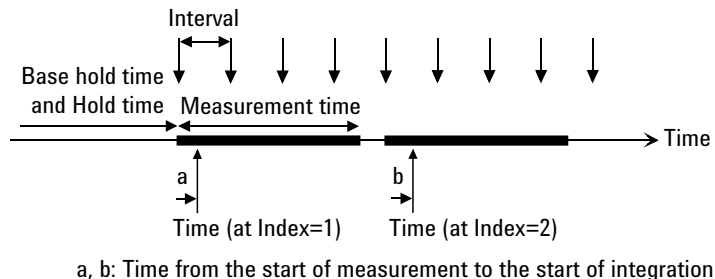 Interval
Base hold time
and Hold time
Measurement time
Time
a
b
Time (at Index=1)
Time (at Index=2)
a, b: Time from the start of measurement to the start of integration